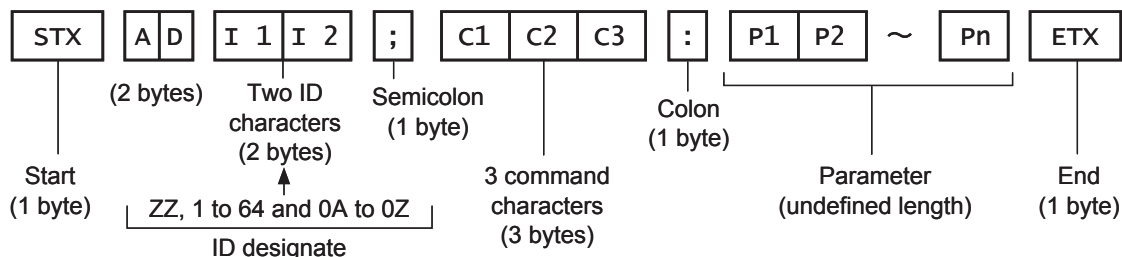 STX A D I 1 I 2 ; C1 C2 C3 : P1 P2 ～ Pn ETX
(2 bytes)
Two ID
characters
(2 bytes)
Semicolon
(1 byte)
Colon
(1 byte)
Start
(1 byte)
3 command
characters
(3 bytes)
Parameter
(undefined length)
End
(1 byte)
ZZ, 1 to 64 and 0A to 0Z
ID designate